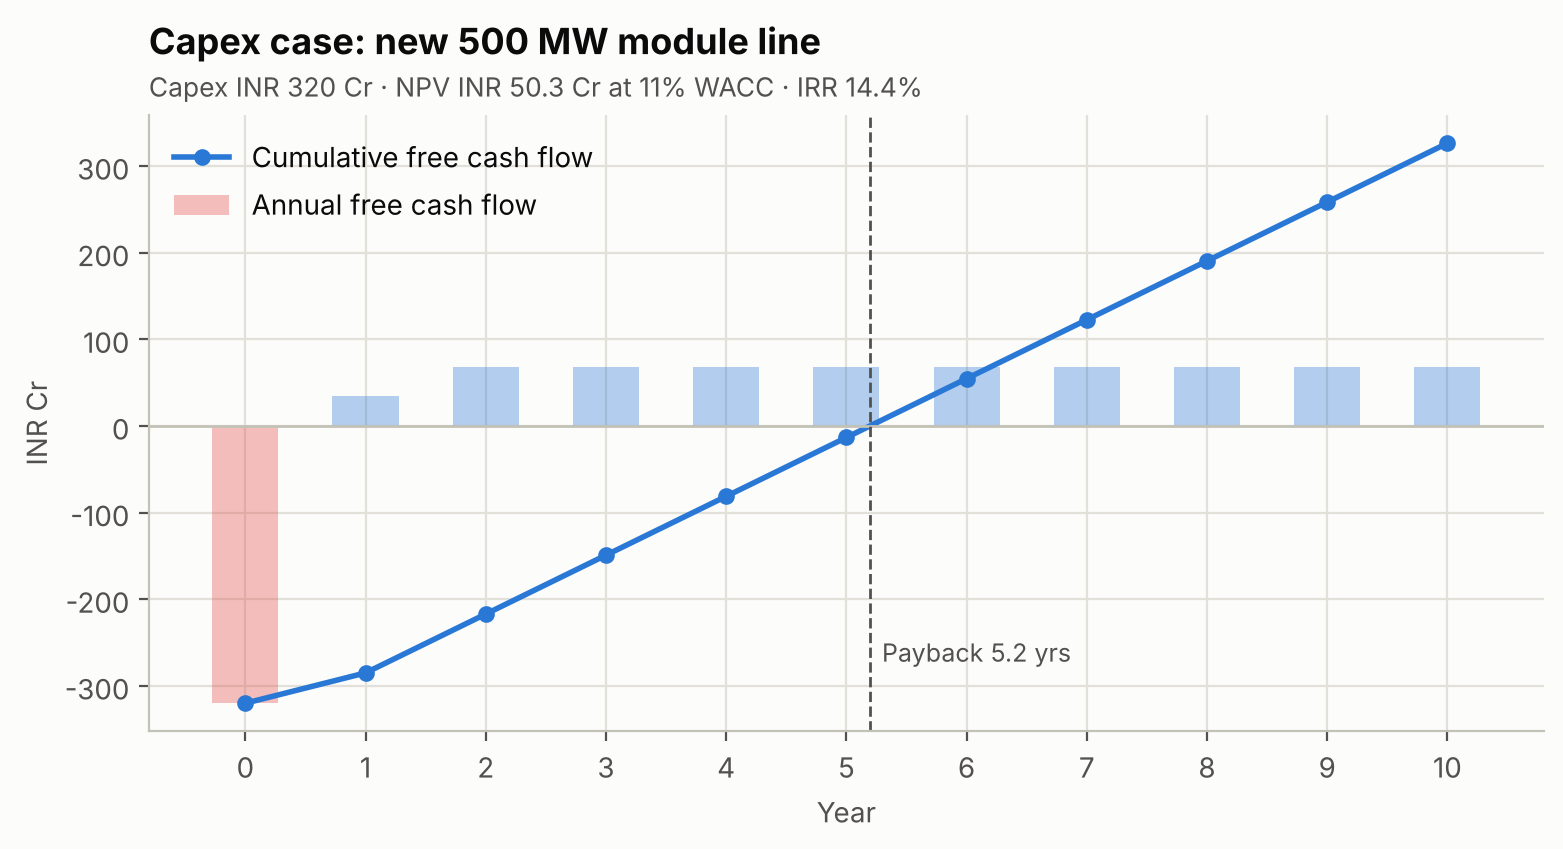 Capex case: new 500 MW module line
Capex INR 320 Cr · NPV INR 50.3 Cr at 11% WACC · IRR 14.4%
Cumulative free cash flow
Annual free cash flow
300
200
100
0
-100
-200
-300
INR Cr
Payback 5.2 yrs
0 1 2 3 4 5 6 7 8 9 10
Year